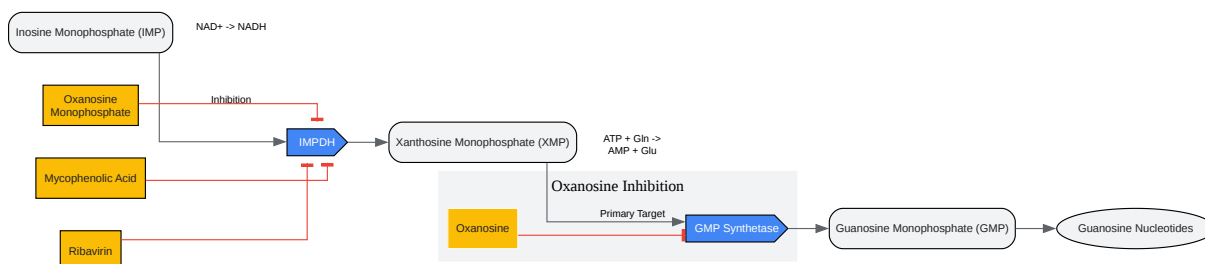 Inosine Monophosphate (IMP)
NAD+ -> NADH
Oxanosine
Monophosphate
Inhibition
IMPDH
Xanthosine Monophosphate (XMP)
ATP + Gln ->
AMP + Glu
Mycophenolic Acid
Oxanosine Inhibition
Primary Target
Oxanosine
GMP Synthetase
Guanosine Monophosphate (GMP)
Guanosine Nucleotides
Ribavirin